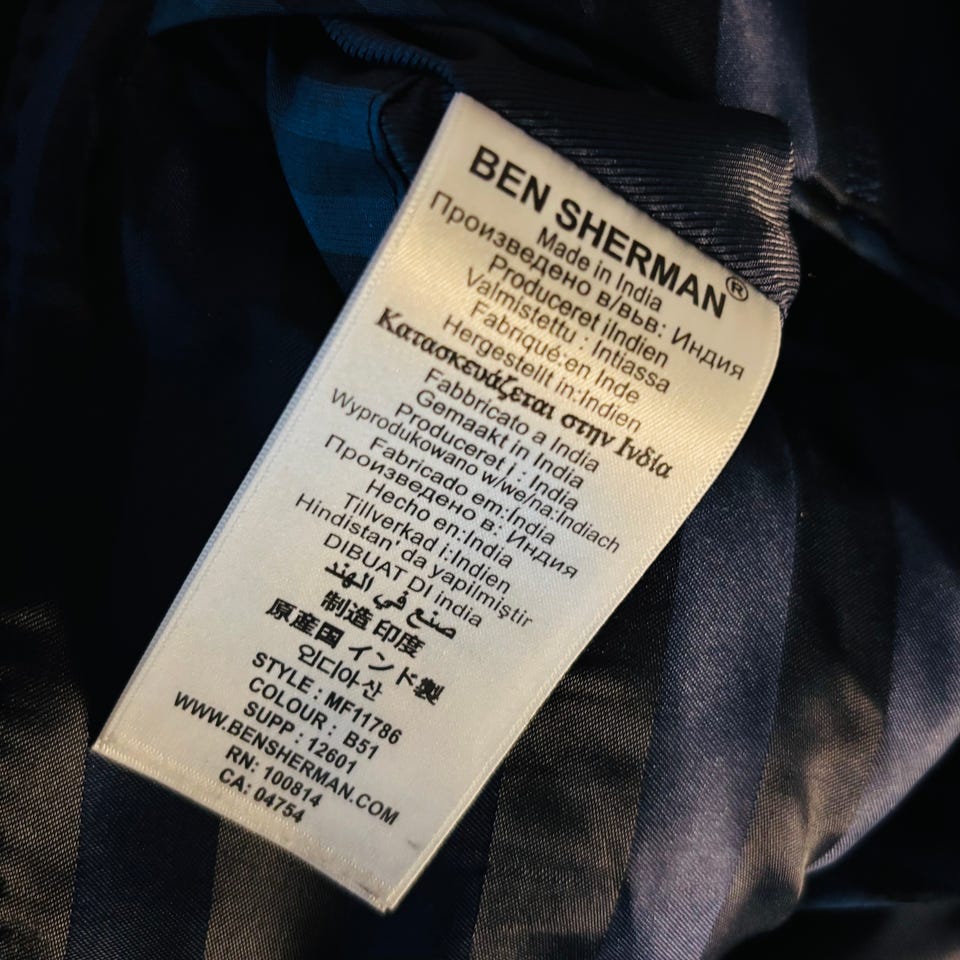 BEN SHERMAN®
Made in India
Произведено в/във: Индия
Produceret iIndien
Valmistettu : Intiassa
Fabriqué:en Inde
Hergestellt in:Indien
Κατασκευάζεται στην Ινδία
Fabbricato a India
Gemaakt in India
Produceret i : India
Wyprodukowano w/we/na:Indiach
Fabricado em:India
Произведено в: Индия
Hecho en:India
Tillverkad i:Indien
Hindistan' da yapilmiştir
DIBUAT DI india
صنع في الهند
制造 印度
原産国 インド製
인디아산
STYLE : MF11786
COLOUR : B51
SUPP : 12601
WWW.BENSHERMAN.COM
RN: 100814
CA: 04754